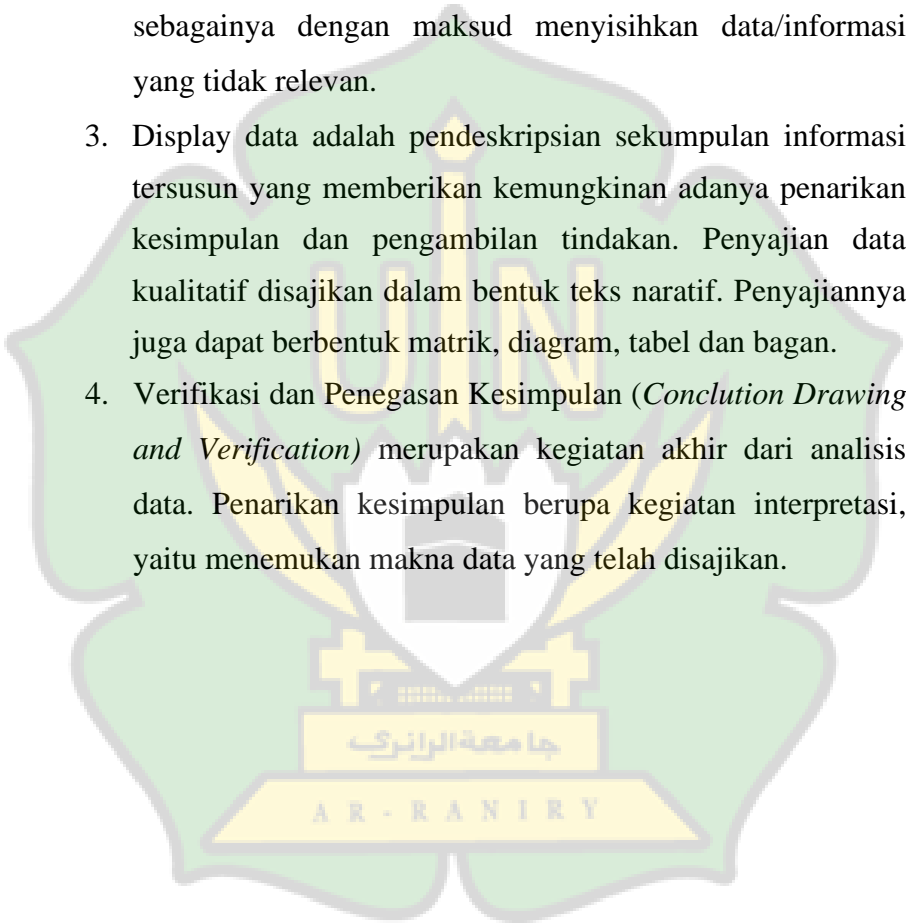 sebagainya dengan maksud menyisihkan data/informasi
yang tidak relevan.
3. Display data adalah pendeskripsian sekumpulan informasi
tersusun yang memberikan kemungkinan adanya penarikan
kesimpulan dan pengambilan tindakan. Penyajian data
kualitatif disajikan dalam bentuk teks naratif. Penyajiannya
juga dapat berbentuk matrik, diagram, tabel dan bagan.
4. Verifikasi dan Penegasan Kesimpulan (Conclution Drawing
and Verification) merupakan kegiatan akhir dari analisis
data. Penarikan kesimpulan berupa kegiatan interpretasi,
yaitu menemukan makna data yang telah disajikan.
UIN
جامعة الرانري
AR-RANIRY